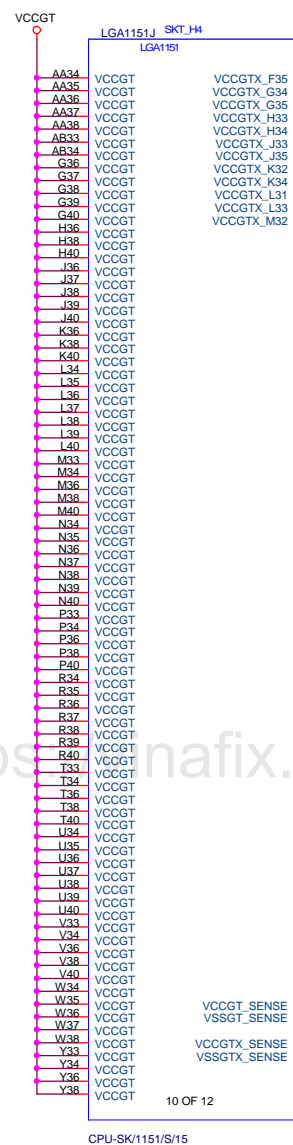 VCCGT
LGA1151J SKT_H4
LGA1151
AA34 VCCGT VCCGTX_F35
AA35 VCCGT VCCGTX_G34
AA36 VCCGT VCCGTX_G35
AA37 VCCGT VCCGTX_H33
AA38 VCCGT VCCGTX_H34
AB33 VCCGT VCCGTX_J33
AB34 VCCGT VCCGTX_J35
G36 VCCGT VCCGTX_K32
G37 VCCGT VCCGTX_K34
G38 VCCGT VCCGTX_L31
G39 VCCGT VCCGTX_L33
G40 VCCGT VCCGTX_M32
H36 VCCGT
H38 VCCGT
H40 VCCGT
J36 VCCGT
J37 VCCGT
J38 VCCGT
J39 VCCGT
J40 VCCGT
K36 VCCGT
K38 VCCGT
K40 VCCGT
L34 VCCGT
L35 VCCGT
L36 VCCGT
L37 VCCGT
L38 VCCGT
L39 VCCGT
L40 VCCGT
M33 VCCGT
M34 VCCGT
M36 VCCGT
M38 VCCGT
M40 VCCGT
N34 VCCGT
N35 VCCGT
N36 VCCGT
N37 VCCGT
N38 VCCGT
N39 VCCGT
N40 VCCGT
P33 VCCGT
P34 VCCGT
P36 VCCGT
P38 VCCGT
P40 VCCGT
R34 VCCGT
R35 VCCGT
R36 VCCGT
R37 VCCGT
R38 VCCGT
R39 VCCGT
R40 VCCGT
T33 VCCGT
T34 VCCGT
T36 VCCGT
T38 VCCGT
T40 VCCGT
U34 VCCGT
U35 VCCGT
U36 VCCGT
U37 VCCGT
U38 VCCGT
U39 VCCGT
U40 VCCGT
V33 VCCGT
V34 VCCGT
V36 VCCGT
V38 VCCGT
V40 VCCGT
W34 VCCGT
W35 VCCGT VCCGT_SENSE
W36 VCCGT VSSGT_SENSE
W37 VCCGT
W38 VCCGT VCCGTX_SENSE
Y33 VCCGT VSSGTX_SENSE
Y34 VCCGT
Y36 VCCGT
Y38 VCCGT
10 OF 12
CPU-SK/1151/S/15